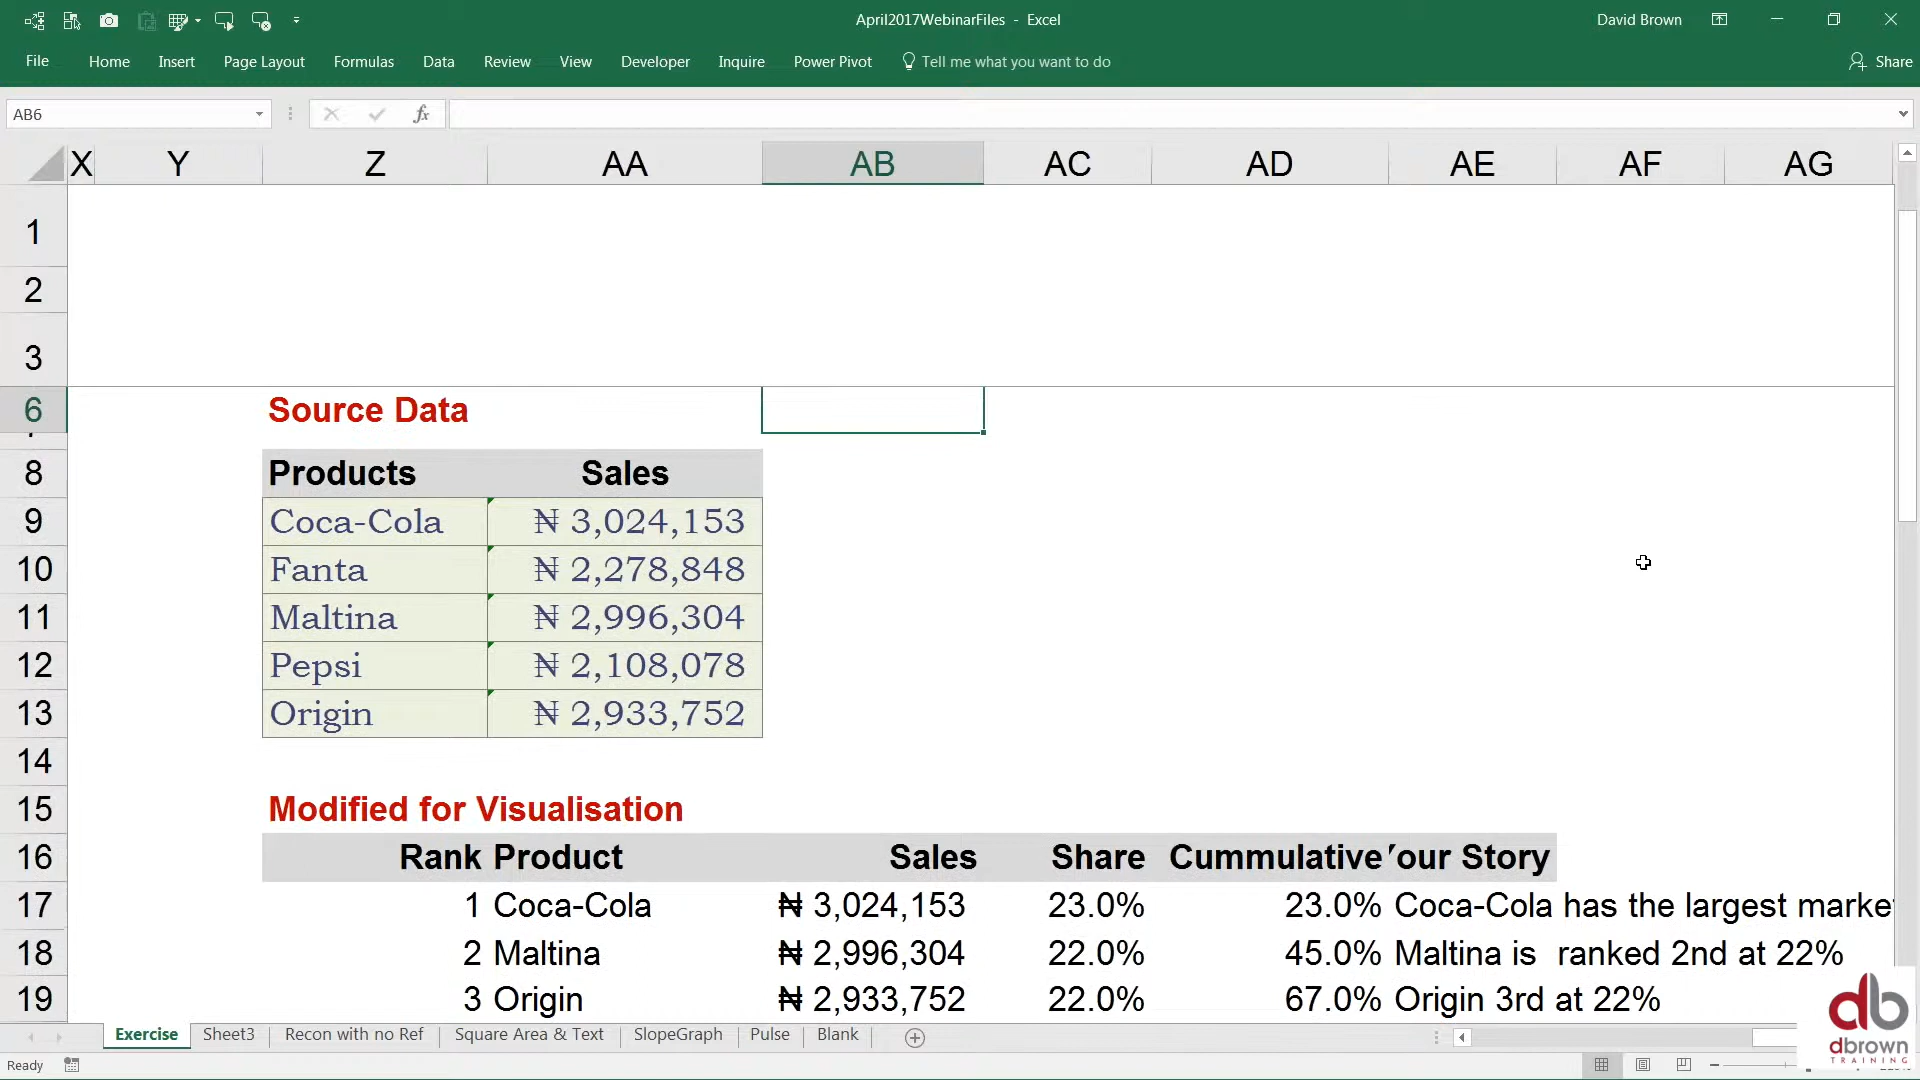 April2017WebinarFiles - Excel
David Brown
File Home Insert Page Layout Formulas Data Review View Developer Inquire Power Pivot Tell me what you want to do Share
AB6 fx
X Y Z AA AB AC AD AE AF AG
1
2
3
6 Source Data
8 Products Sales
9 Coca-Cola ₦ 3,024,153
10 Fanta ₦ 2,278,848
11 Maltina ₦ 2,996,304
12 Pepsi ₦ 2,108,078
13 Origin ₦ 2,933,752
14
15 Modified for Visualisation
16 Rank Product Sales Share Cummulative 'our Story
17 1 Coca-Cola ₦ 3,024,153 23.0% 23.0% Coca-Cola has the largest marke
18 2 Maltina ₦ 2,996,304 22.0% 45.0% Maltina is ranked 2nd at 22%
19 3 Origin ₦ 2,933,752 22.0% 67.0% Origin 3rd at 22%
Exercise Sheet3 Recon with no Ref Square Area & Text SlopeGraph Pulse Blank
Ready
db
dbrown
TRAINING